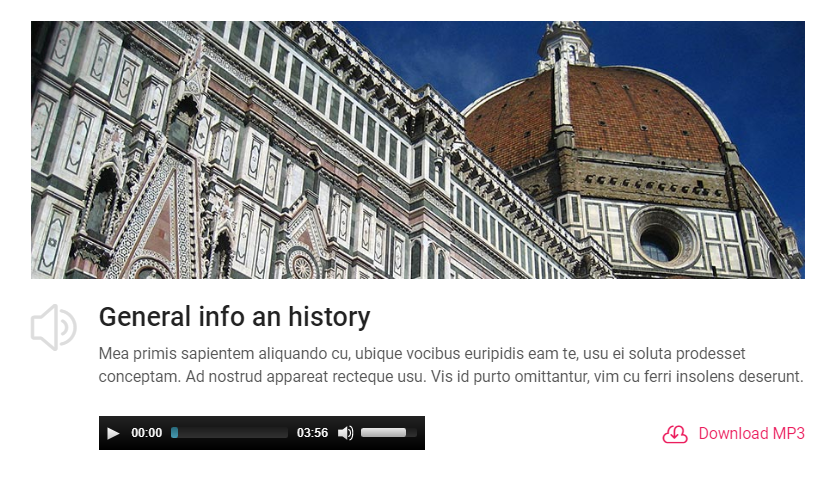 General info an history
Mea primis sapientem aliquando cu, ubique vocibus euripidis eam te, usu ei soluta prodesset
conceptam. Ad nostrud appareat recteque usu. Vis id purto omittantur, vim cu ferri insolens deserunt.
00:00 03:56 Download MP3